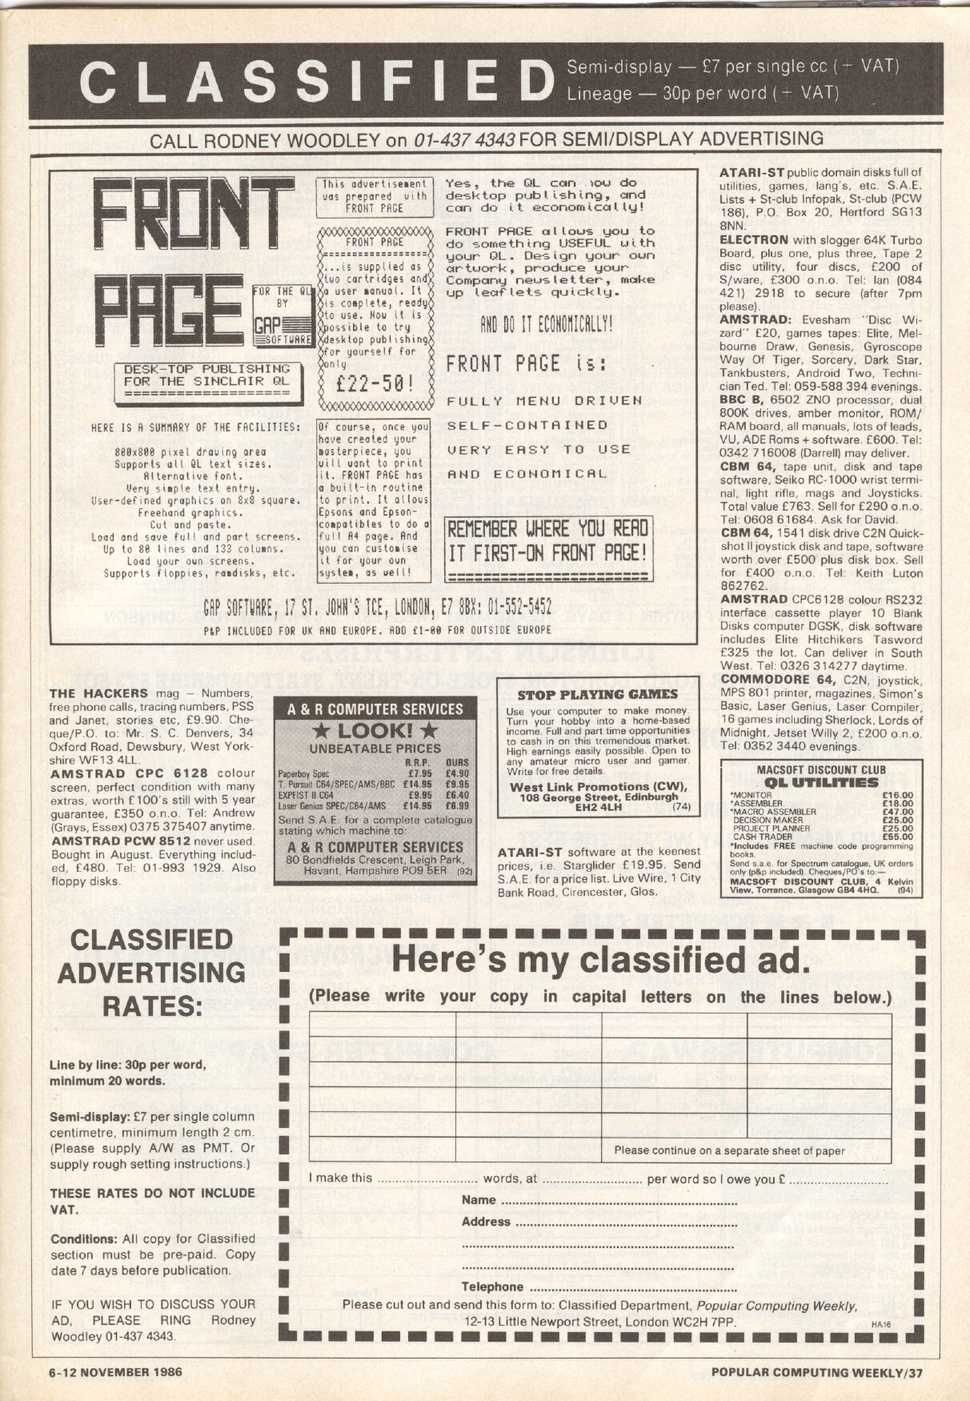 CLASSIFIED
Semi-display — £7 per single cc (+ VAT)
Lineage — 30p per word (+ VAT)
CALL RODNEY WOODLEY on 01-437 4343 FOR SEMI/DISPLAY ADVERTISING
FRONT
PAGE
FOR THE QL
BY
GAP
SOFTWARE
DESK-TOP PUBLISHING
FOR THE SINCLAIR QL
HERE IS A SUMMARY OF THE FACILITIES:
800x800 pixel drawing area
Supports all QL text sizes.
Alternative font.
Very simple text entry.
User-defined graphics on 8x8 square.
Freehand graphics.
Cut and paste.
Load and save full and part screens.
Up to 80 lines and 133 columns.
Load your own screens.
Supports floppies, ramdisks, etc.
This advertisement
was prepared with
FRONT PAGE
FRONT PAGE
...is supplied as
two cartridges and
a user manual. It
is complete, ready
to use. Now it is
possible to try
desktop publishing
for yourself for
only
£22-50!
Of course, once you
have created your
masterpiece, you
will want to print
it. FRONT PAGE has
a built-in routine
to print. It allows
Epsons and Epson-
compatibles to do a
full A4 page. And
you can customise
it for your own
system, as well!
Yes, the QL can now do
desktop publishing, and
can do it economically!
FRONT PAGE allows you to
do something USEFUL with
your QL. Design your own
artwork, produce your
Company newsletter, make
up leaflets quickly.
AND DO IT ECONOMICALLY!
FRONT PAGE is:
FULLY MENU DRIVEN
SELF-CONTAINED
VERY EASY TO USE
AND ECONOMICAL
REMEMBER WHERE YOU READ
IT FIRST-ON FRONT PAGE!
GAP SOFTWARE, 17 ST. JOHN'S TCE, LONDON, E7 8BX: 01-552-5452
P&P INCLUDED FOR UK AND EUROPE. ADD £1-00 FOR OUTSIDE EUROPE
THE HACKERS mag – Numbers,
free phone calls, tracing numbers, PSS
and Janet, stories etc, £9.90. Che-
que/P.O. to: Mr. S. C. Denvers, 34
Oxford Road, Dewsbury, West York-
shire WF13 4LL.
AMSTRAD CPC 6128 colour
screen, perfect condition with many
extras, worth £100's still with 5 year
guarantee, £350 o.n.o. Tel: Andrew
(Grays, Essex) 0375 375407 anytime.
AMSTRAD PCW 8512 never used.
Bought in August. Everything includ-
ed, £480. Tel: 01-993 1929. Also
floppy disks.
A & R COMPUTER SERVICES
★ LOOK! ★
UNBEATABLE PRICES
R.R.P. OURS
Paperboy Spec £7.95 £4.90
T. Pursuit C64/SPEC/AMS/BBC £14.95 £9.95
EXP'FIST II C64 £9.95 £6.40
Laser Genius SPEC/C64/AMS £14.95 £8.99
Send S.A.E. for a complete catalogue
stating which machine to:
A & R COMPUTER SERVICES
80 Bondfields Crescent, Leigh Park,
Havant, Hampshire PO9 5ER (92)
STOP PLAYING GAMES
Use your computer to make money.
Turn your hobby into a home-based
income. Full and part time opportunities
to cash in on this tremendous market.
High earnings easily possible. Open to
any amateur micro user and gamer.
Write for free details.
West Link Promotions (CW),
108 George Street, Edinburgh
EH2 4LH (74)
ATARI-ST software at the keenest
prices, i.e. Starglider £19.95. Send
S.A.E. for a price list. Live Wire, 1 City
Bank Road, Cirencester, Glos.
ATARI-ST public domain disks full of
utilities, games, lang's, etc. S.A.E.
Lists + St-club Infopak, St-club (PCW
186), P.O. Box 20, Hertford SG13
8NN.
ELECTRON with slogger 64K Turbo
Board, plus one, plus three, Tape 2
disc utility, four discs, £200 of
S/ware, £300 o.n.o. Tel: Ian (084
421) 2918 to secure (after 7pm
please).
AMSTRAD: Evesham "Disc Wi-
zard" £20, games tapes: Elite, Mel-
bourne Draw, Genesis, Gyroscope
Way Of Tiger, Sorcery, Dark Star,
Tankbusters, Android Two, Techni-
cian Ted. Tel: 059-588 394 evenings.
BBC B, 6502 ZNO processor, dual
800K drives, amber monitor, ROM/
RAM board, all manuals, lots of leads,
VU, ADE Roms + software. £600. Tel:
0342 716008 (Darrell) may deliver.
CBM 64, tape unit, disk and tape
software, Seiko RC-1000 wrist termi-
nal, light rifle, mags and Joysticks.
Total value £763. Sell for £290 o.n.o.
Tel: 0608 61684. Ask for David.
CBM 64, 1541 disk drive C2N Quick-
shot II joystick disk and tape, software
worth over £500 plus disk box. Sell
for £400 o.n.o. Tel: Keith Luton
862762.
AMSTRAD CPC6128 colour RS232
interface cassette player 10 Blank
Disks computer DGSK, disk software
includes Elite Hitchikers Tasword
£325 the lot. Can deliver in South
West. Tel: 0326 314277 daytime.
COMMODORE 64, C2N, joystick,
MPS 801 printer, magazines, Simon's
Basic, Laser Genius, Laser Compiler,
16 games including Sherlock, Lords of
Midnight, Jetset Willy 2, £200 o.n.o.
Tel: 0352 3440 evenings.
MACSOFT DISCOUNT CLUB
QL UTILITIES
*MONITOR £16.00
*ASSEMBLER £18.00
*MACRO ASSEMBLER £47.00
DECISION MAKER £25.00
PROJECT PLANNER £25.00
CASH TRADER £65.00
*Includes FREE machine code programming
books.
Send s.a.e. for Spectrum catalogue, UK orders
only (p&p included). Cheques/PO's to:—
MACSOFT DISCOUNT CLUB, 4 Kelvin
View, Torrance, Glasgow GB4 4HQ. (94)
CLASSIFIED
ADVERTISING
RATES:
Line by line: 30p per word,
minimum 20 words.
Semi-display: £7 per single column
centimetre, minimum length 2 cm.
(Please supply A/W as PMT. Or
supply rough setting instructions.)
THESE RATES DO NOT INCLUDE
VAT.
Conditions: All copy for Classified
section must be pre-paid. Copy
date 7 days before publication.
IF YOU WISH TO DISCUSS YOUR
AD, PLEASE RING Rodney
Woodley 01-437 4343.
Here's my classified ad.
(Please write your copy in capital letters on the lines below.)
Please continue on a separate sheet of paper
I make this .......... words, at .......... per word so I owe you £ ..........
Name ..........
Address ..........
Telephone ..........
Please cut out and send this form to: Classified Department, Popular Computing Weekly,
12-13 Little Newport Street, London WC2H 7PP.
HA16
6-12 NOVEMBER 1986
POPULAR COMPUTING WEEKLY/37